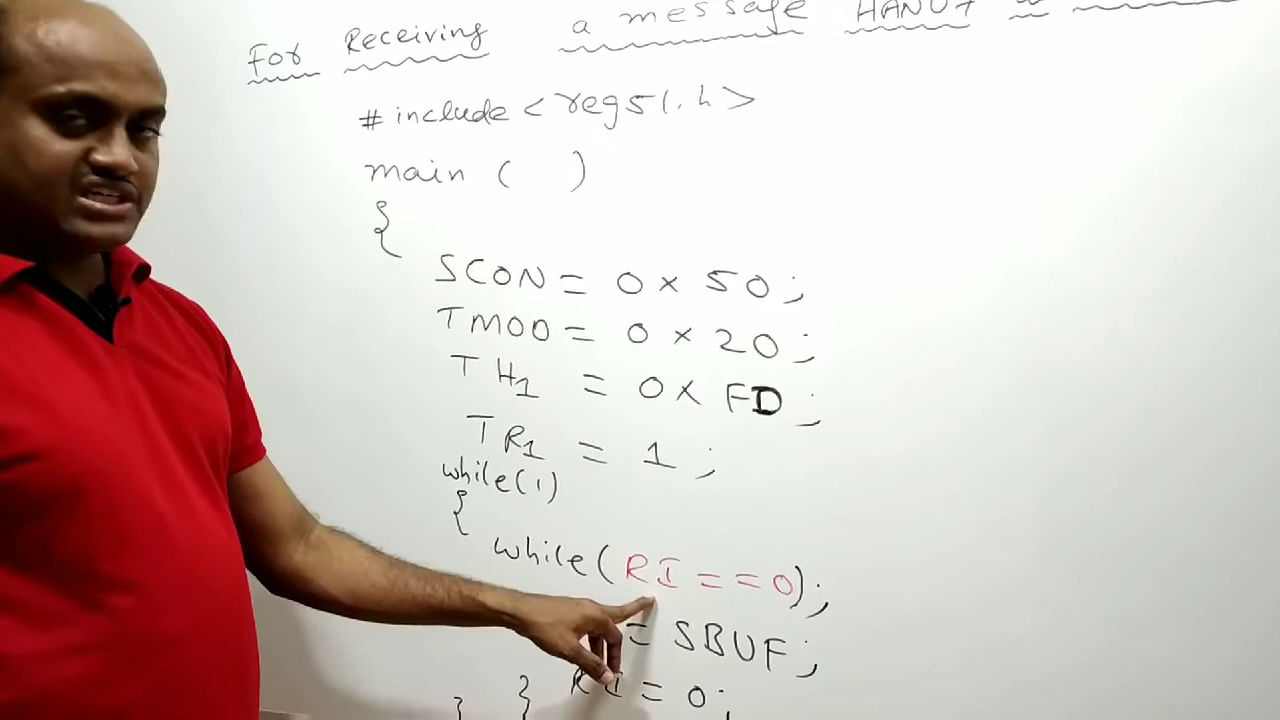 For Receiving a message
#include <reg51.h>
main ( )
{
SCON = 0x50;
TMOD = 0x20;
TH1 = 0xFD;
TR1 = 1;
while(1)
{
while(RI==0);
= SBUF;
} RI = 0;
}